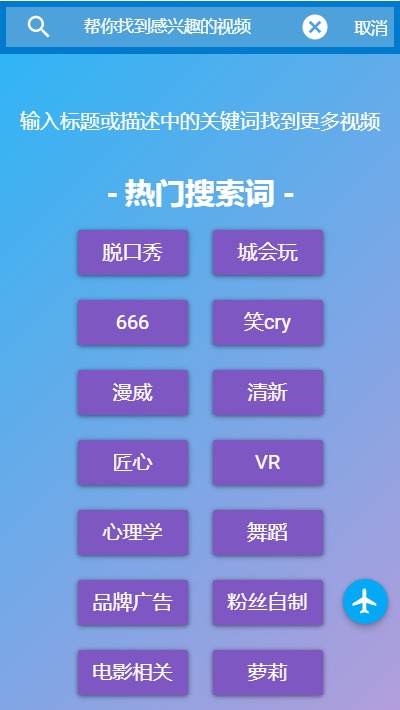 帮你找到感兴趣的视频 取消
输入标题或描述中的关键词找到更多视频
- 热门搜索词 -
脱口秀 城会玩
666 笑cry
漫威 清新
匠心 VR
心理学 舞蹈
品牌广告 粉丝自制
电影相关 萝莉